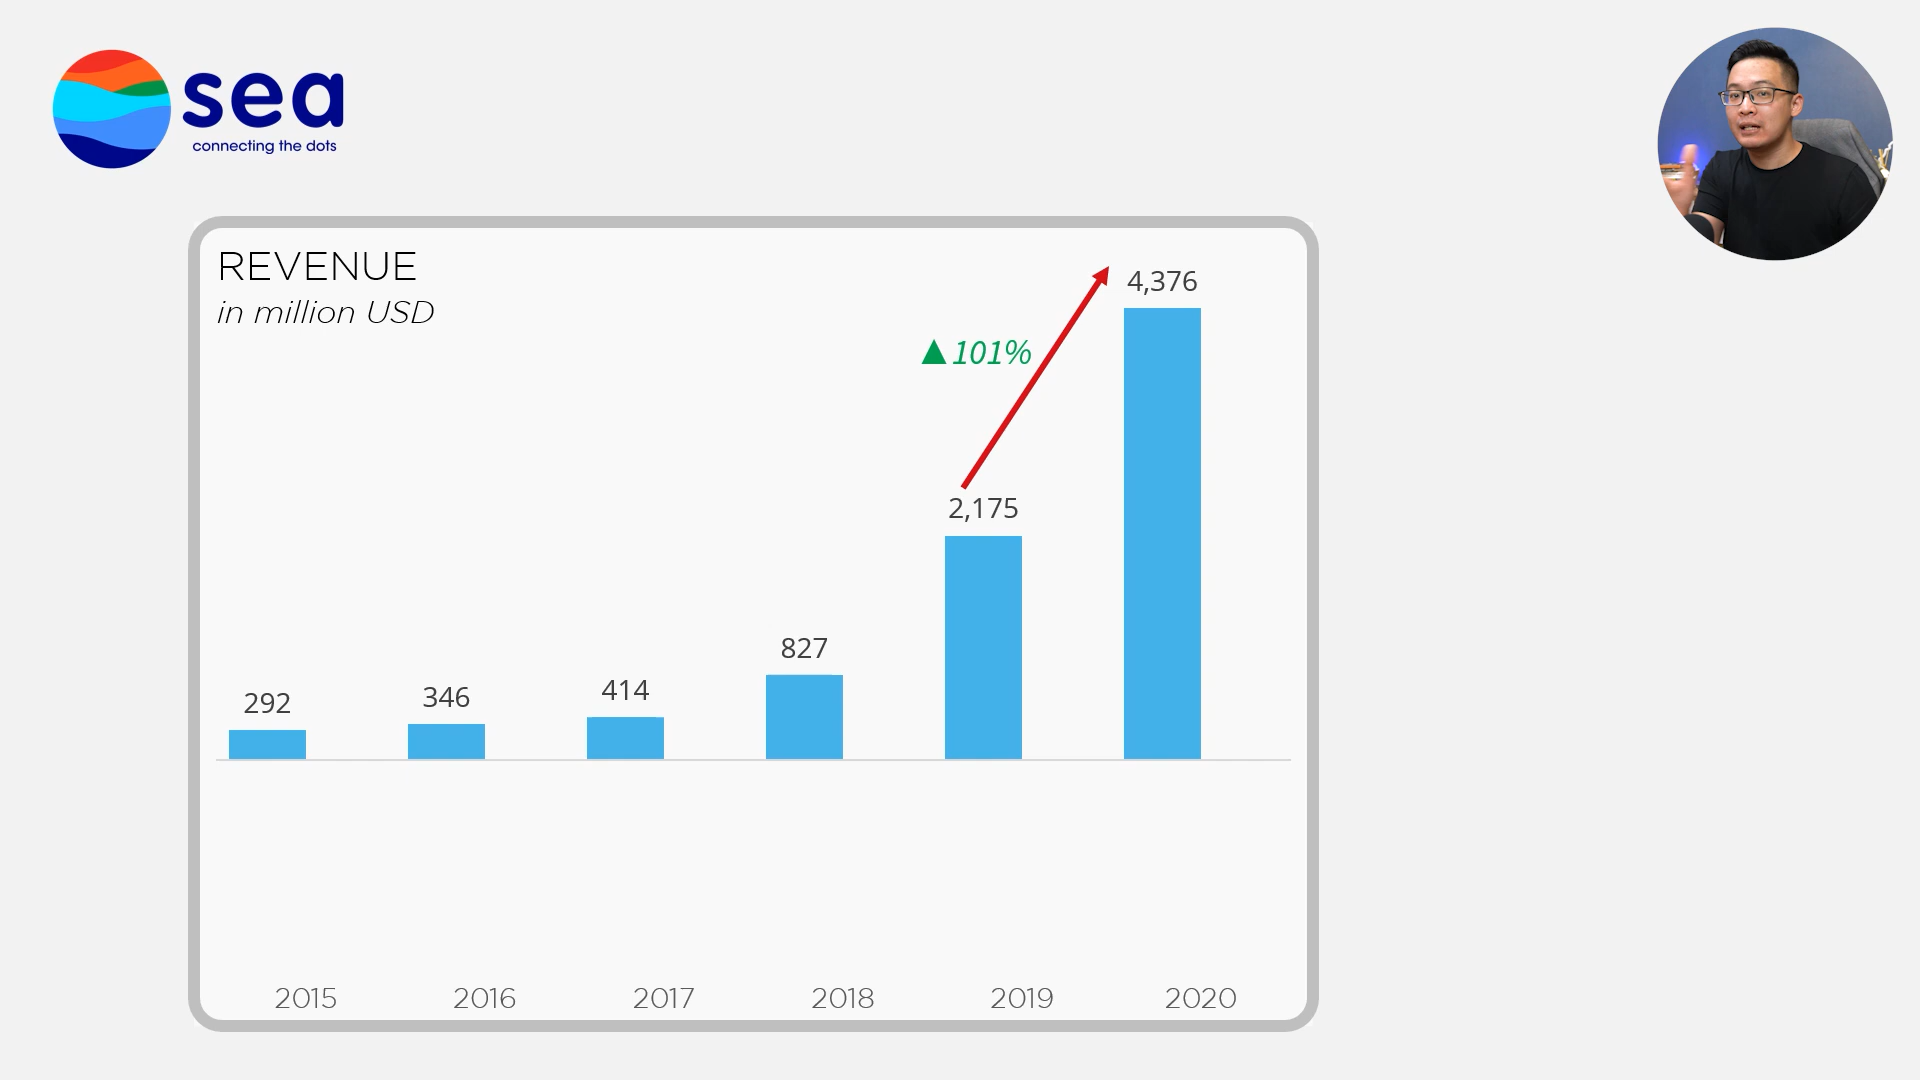 sea
connecting the dots
REVENUE
in million USD
4,376
▲101%
2,175
827
414
346
292
2015 2016 2017 2018 2019 2020